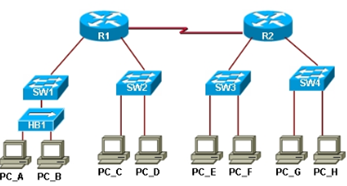 R1 R2
SW1 SW2 SW3 SW4
HB1
PC_A PC_B PC_C PC_D PC_E PC_F PC_G PC_H